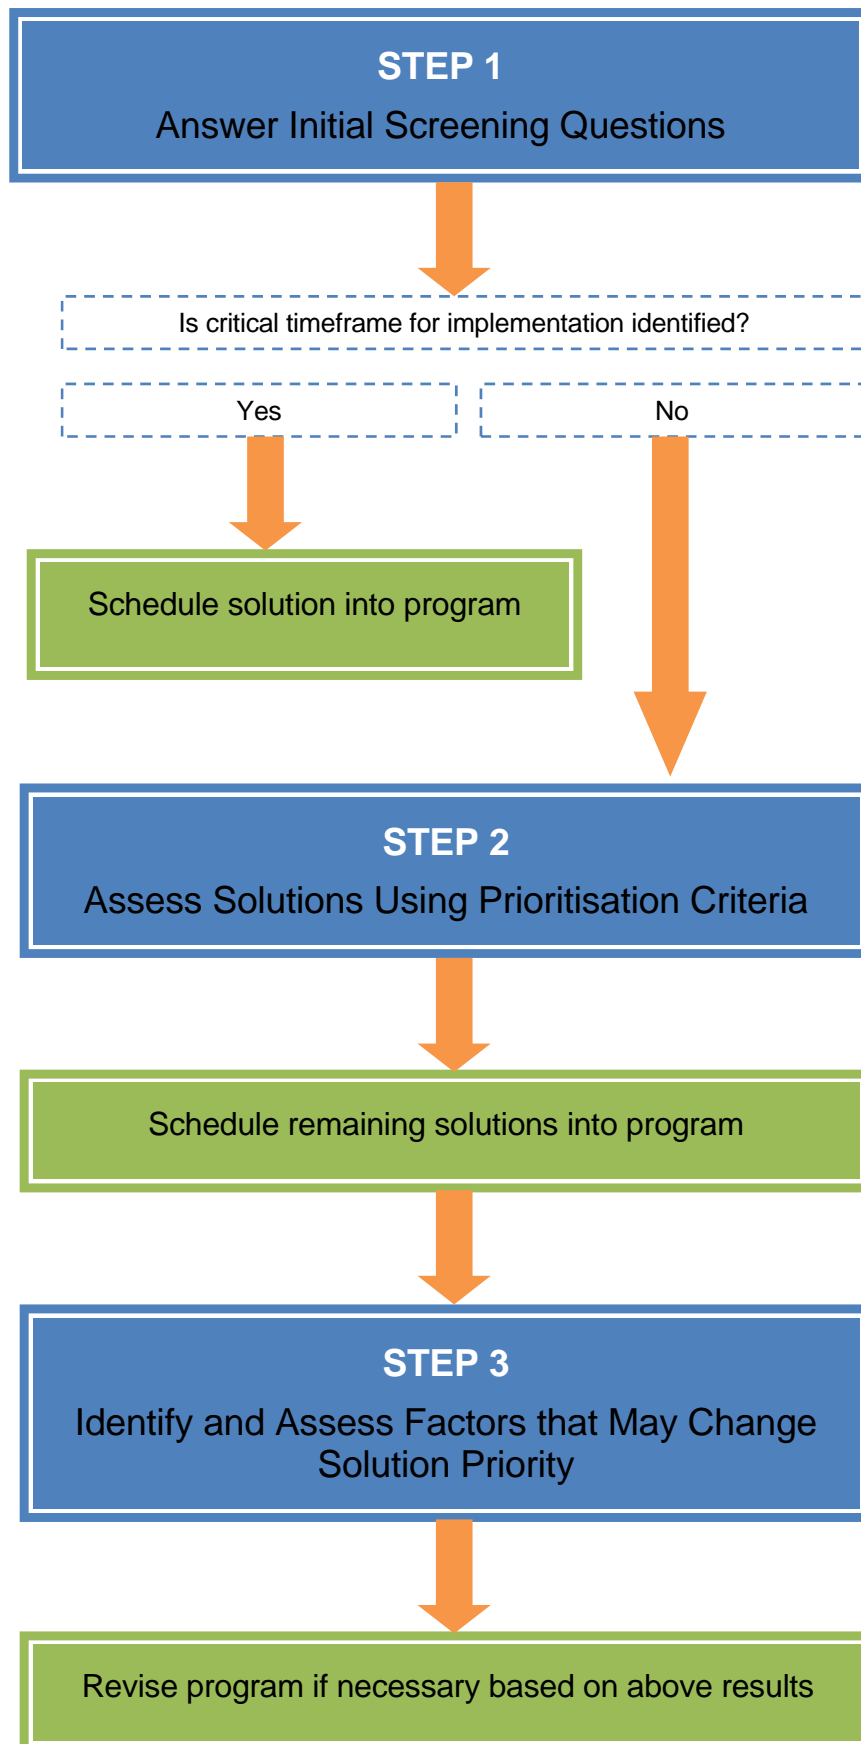 STEP 1
Answer Initial Screening Questions
Is critical timeframe for implementation identified?
Yes
No
Schedule solution into program
STEP 2
Assess Solutions Using Prioritisation Criteria
Schedule remaining solutions into program
STEP 3
Identify and Assess Factors that May Change
Solution Priority
Revise program if necessary based on above results